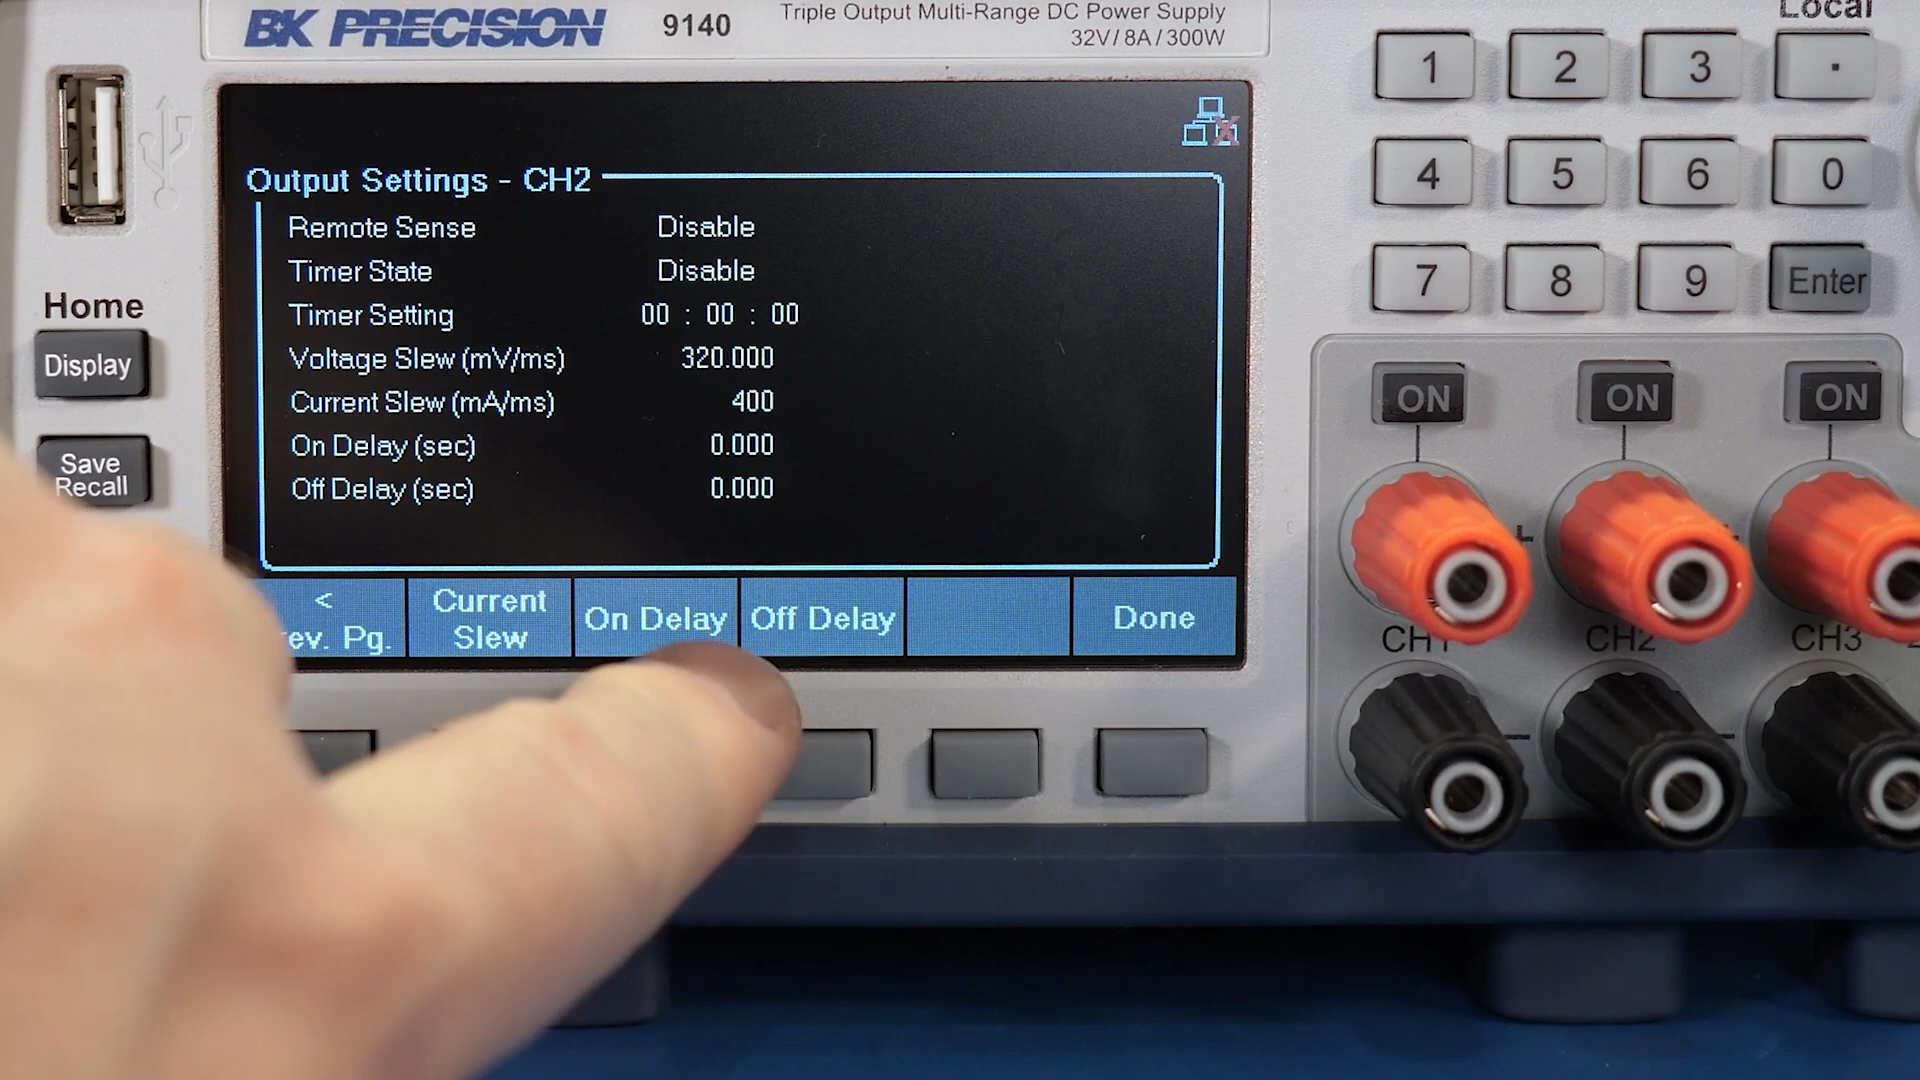 BK PRECISION 9140
Triple Output Multi-Range DC Power Supply
32V / 8A / 300W
Local
1 2 3 .
4 5 6 0
7 8 9 Enter
Home
Display
Save
Recall
Output Settings - CH2
Remote Sense Disable
Timer State Disable
Timer Setting 00 : 00 : 00
Voltage Slew (mV/ms) 320.000
Current Slew (mA/ms) 400
On Delay (sec) 0.000
Off Delay (sec) 0.000
<
rev. Pg.
Current
Slew
On Delay
Off Delay
Done
ON ON ON
CH1 CH2 CH3